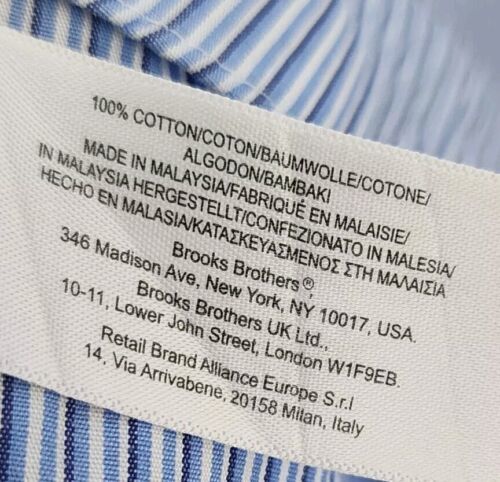 100% COTTON/COTON/BAUMWOLLE/COTONE/
ALGODON/BAMBAKI
MADE IN MALAYSIA/FABRIQUÉ EN MALAISIE/
IN MALAYSIA HERGESTELLT/CONFEZIONATO IN MALESIA/
HECHO EN MALASIA/ΚΑΤΑΣΚΕΥΑΣΜΕΝΟΣ ΣΤΗ ΜΑΛΑΙΣΙΑ
Brooks Brothers®,
346 Madison Ave, New York, NY 10017, USA.
Brooks Brothers UK Ltd.,
10-11, Lower John Street, London W1F9EB.
Retail Brand Alliance Europe S.r.l
14, Via Arrivabene, 20158 Milan, Italy